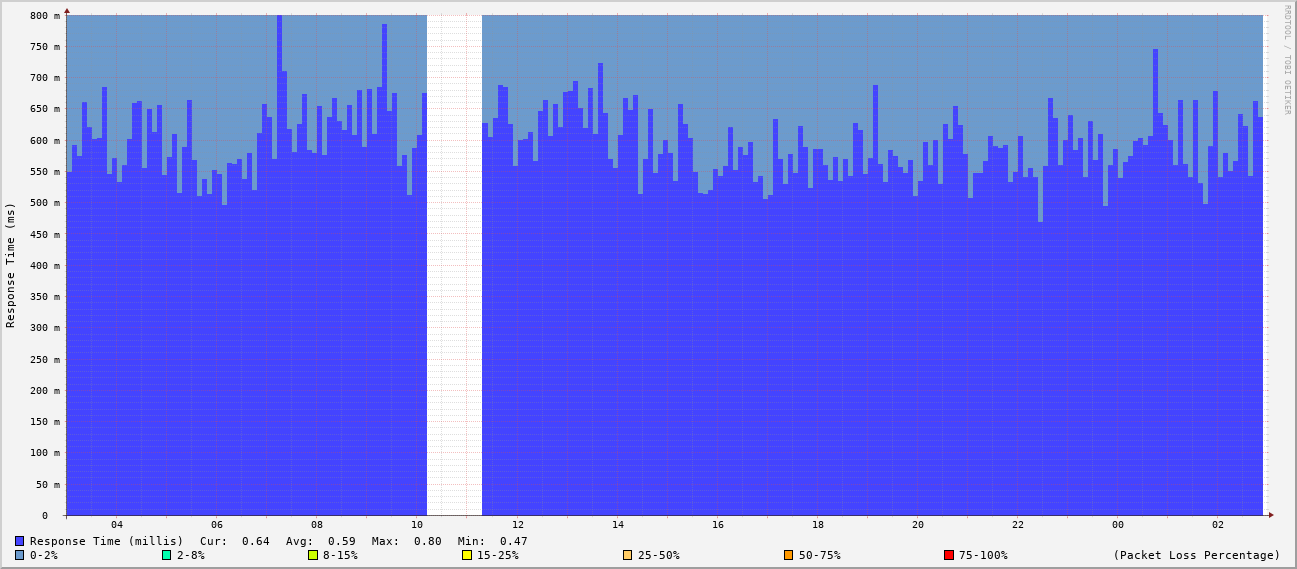 RRDTOOL / TOBI OETIKER
Response Time (ms)
800 m
750 m
700 m
650 m
600 m
550 m
500 m
450 m
400 m
350 m
300 m
250 m
200 m
150 m
100 m
50 m
0
04 06 08 10 12 14 16 18 20 22 00 02
Response Time (millis) Cur: 0.64 Avg: 0.59 Max: 0.80 Min: 0.47
0-2% 2-8% 8-15% 15-25% 25-50% 50-75% 75-100% (Packet Loss Percentage)